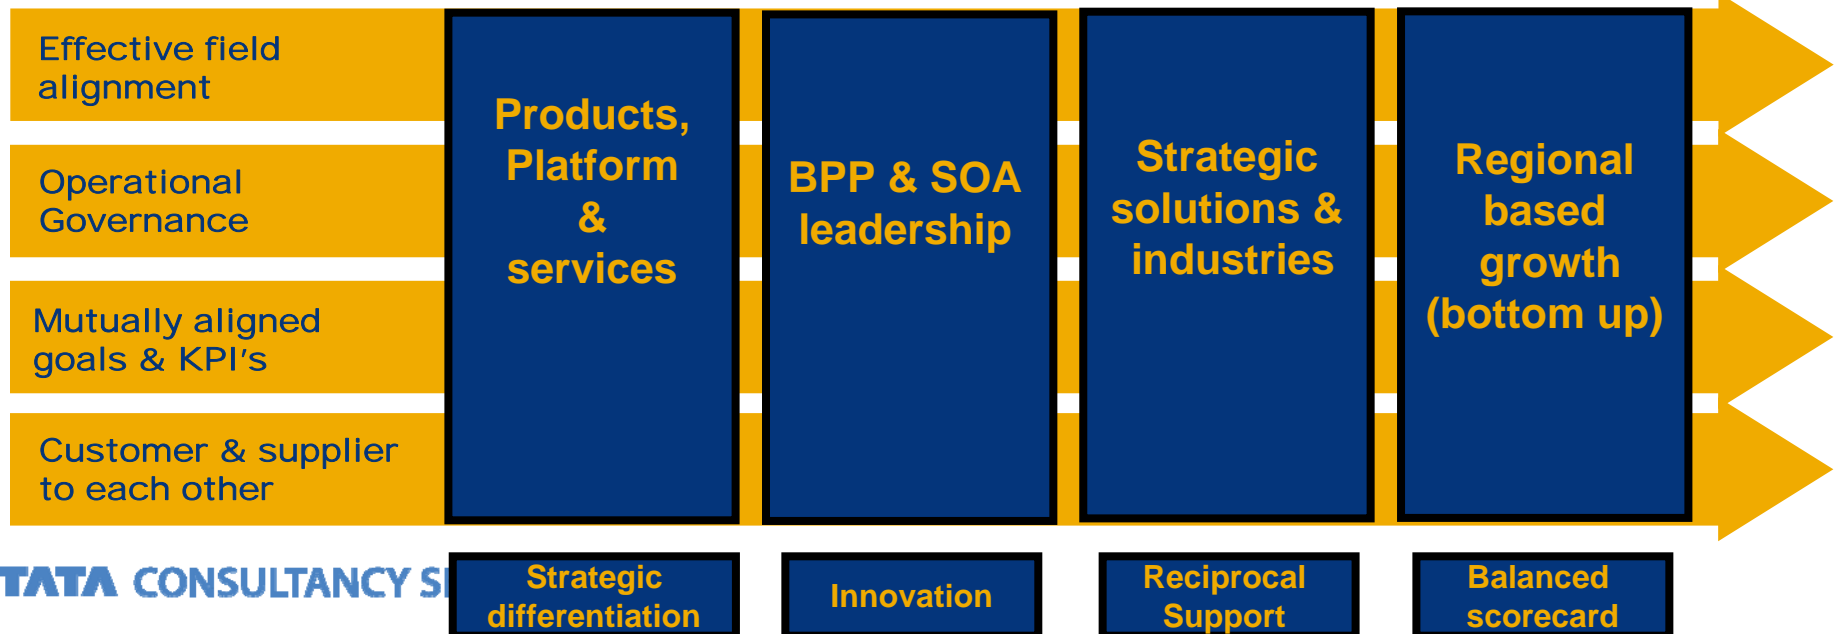 Effective field
alignment
Operational
Governance
Mutually aligned
goals & KPI's
Customer & supplier
to each other
Products,
Platform
&
services
BPP & SOA
leadership
Strategic
solutions &
industries
Regional
based
growth
(bottom up)
TATA CONSULTANCY
Strategic
differentiation
Innovation
Reciprocal
Support
Balanced
scorecard